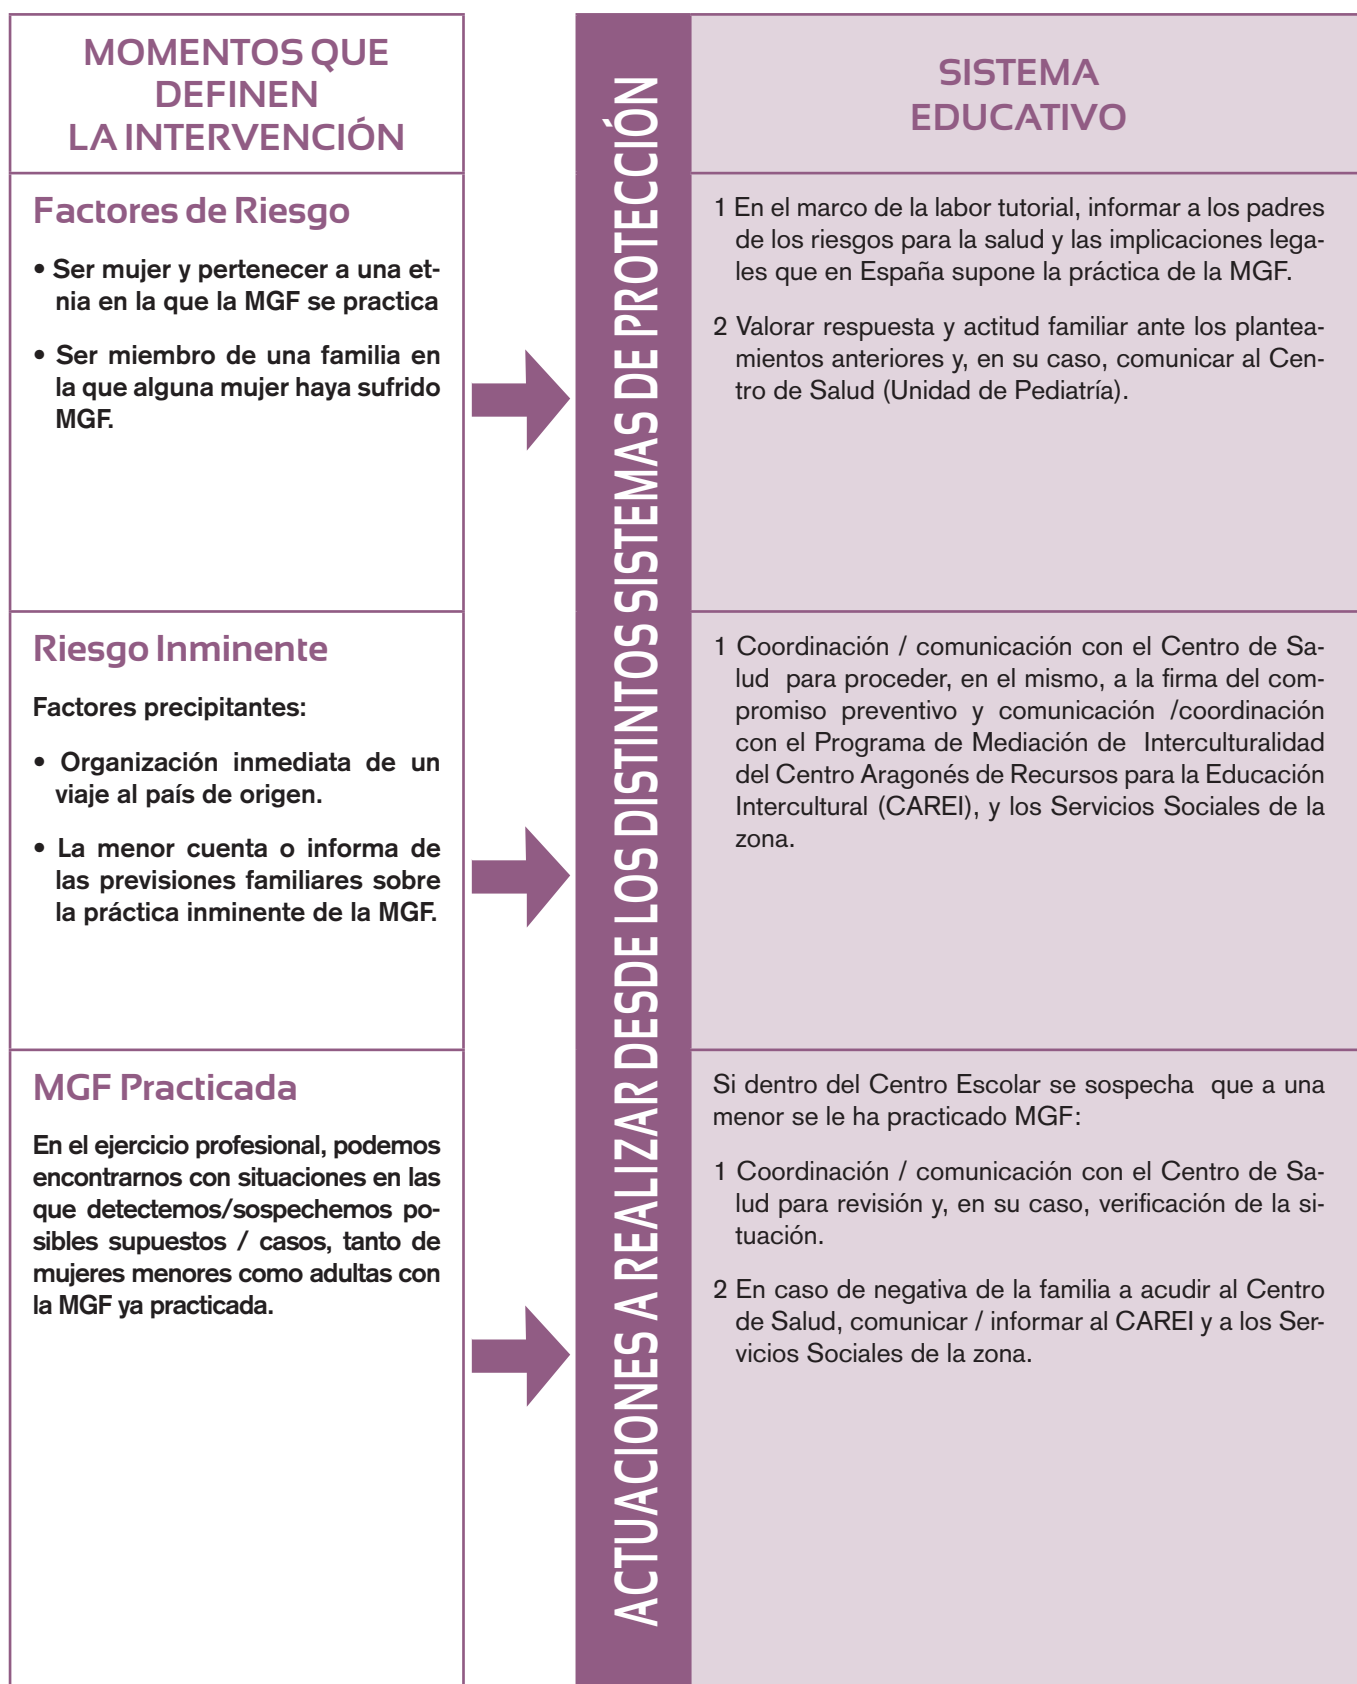 MOMENTOS QUE
DEFINEN
LA INTERVENCIÓN
Factores de Riesgo
• Ser mujer y pertenecer a una et-
nia en la que la MGF se practica
• Ser miembro de una familia en
la que alguna mujer haya sufrido
MGF.
Riesgo Inminente
Factores precipitantes:
• Organización inmediata de un
viaje al país de origen.
• La menor cuenta o informa de
las previsiones familiares sobre
la práctica inminente de la MGF.
MGF Practicada
En el ejercicio profesional, podemos
encontrarnos con situaciones en las
que detectemos/sospechemos po-
sibles supuestos / casos, tanto de
mujeres menores como adultas con
la MGF ya practicada.
ACTUACIONES A REALIZAR DESDE LOS DISTINTOS SISTEMAS DE PROTECCIÓN
SISTEMA
EDUCATIVO
1 En el marco de la labor tutorial, informar a los padres
de los riesgos para la salud y las implicaciones lega-
les que en España supone la práctica de la MGF.
2 Valorar respuesta y actitud familiar ante los plantea-
mientos anteriores y, en su caso, comunicar al Cen-
tro de Salud (Unidad de Pediatría).
1 Coordinación / comunicación con el Centro de Sa-
lud para proceder, en el mismo, a la firma del com-
promiso preventivo y comunicación /coordinación
con el Programa de Mediación de Interculturalidad
del Centro Aragonés de Recursos para la Educación
Intercultural (CAREI), y los Servicios Sociales de la
zona.
Si dentro del Centro Escolar se sospecha que a una
menor se le ha practicado MGF:
1 Coordinación / comunicación con el Centro de Sa-
lud para revisión y, en su caso, verificación de la si-
tuación.
2 En caso de negativa de la familia a acudir al Centro
de Salud, comunicar / informar al CAREI y a los Ser-
vicios Sociales de la zona.